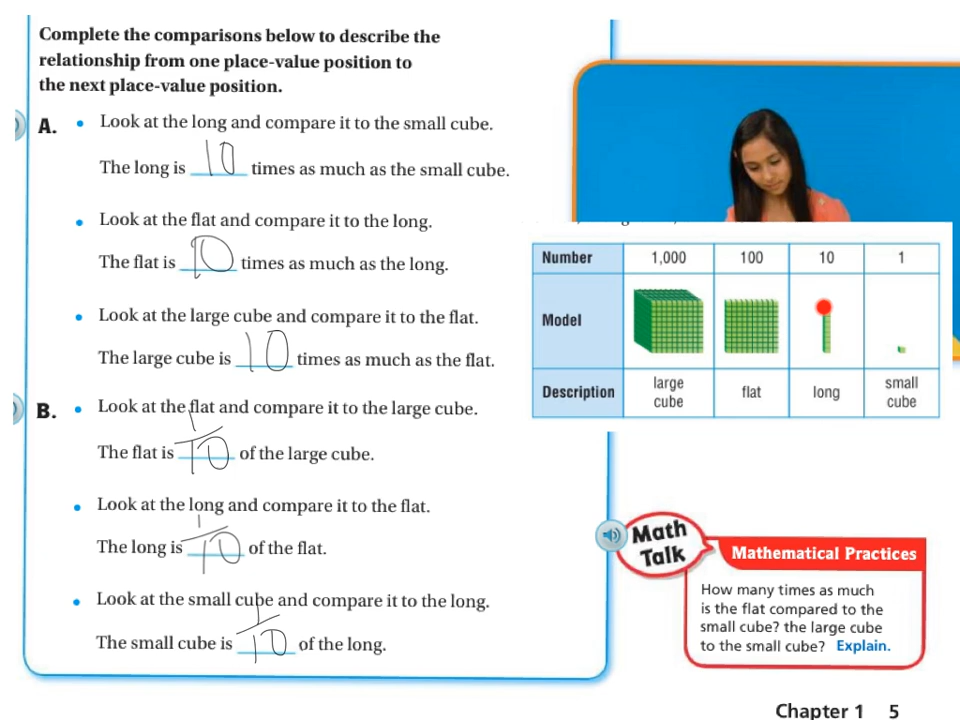 Complete the comparisons below to describe the
relationship from one place-value position to
the next place-value position.
A. • Look at the long and compare it to the small cube.
The long is 10 times as much as the small cube.
• Look at the flat and compare it to the long.
The flat is 10 times as much as the long.
• Look at the large cube and compare it to the flat.
The large cube is 10 times as much as the flat.
B. • Look at the flat and compare it to the large cube.
The flat is 1/10 of the large cube.
• Look at the long and compare it to the flat.
The long is 1/10 of the flat.
• Look at the small cube and compare it to the long.
The small cube is 1/10 of the long.
Number 1,000 100 10 1
Model
Description large cube flat long small cube
Math
Talk
Mathematical Practices
How many times as much
is the flat compared to the
small cube? the large cube
to the small cube? Explain.
Chapter 1 5